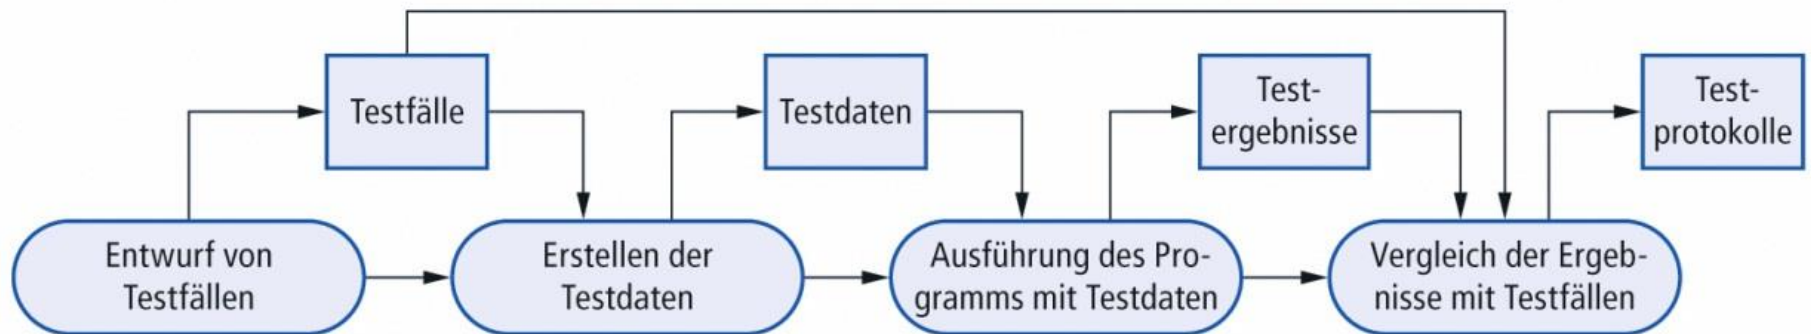 Testfälle
Testdaten
Test-
ergebnisse
Test-
protokolle
Entwurf von
Testfällen
Erstellen der
Testdaten
Ausführung des Pro-
gramms mit Testdaten
Vergleich der Ergeb-
nisse mit Testfällen